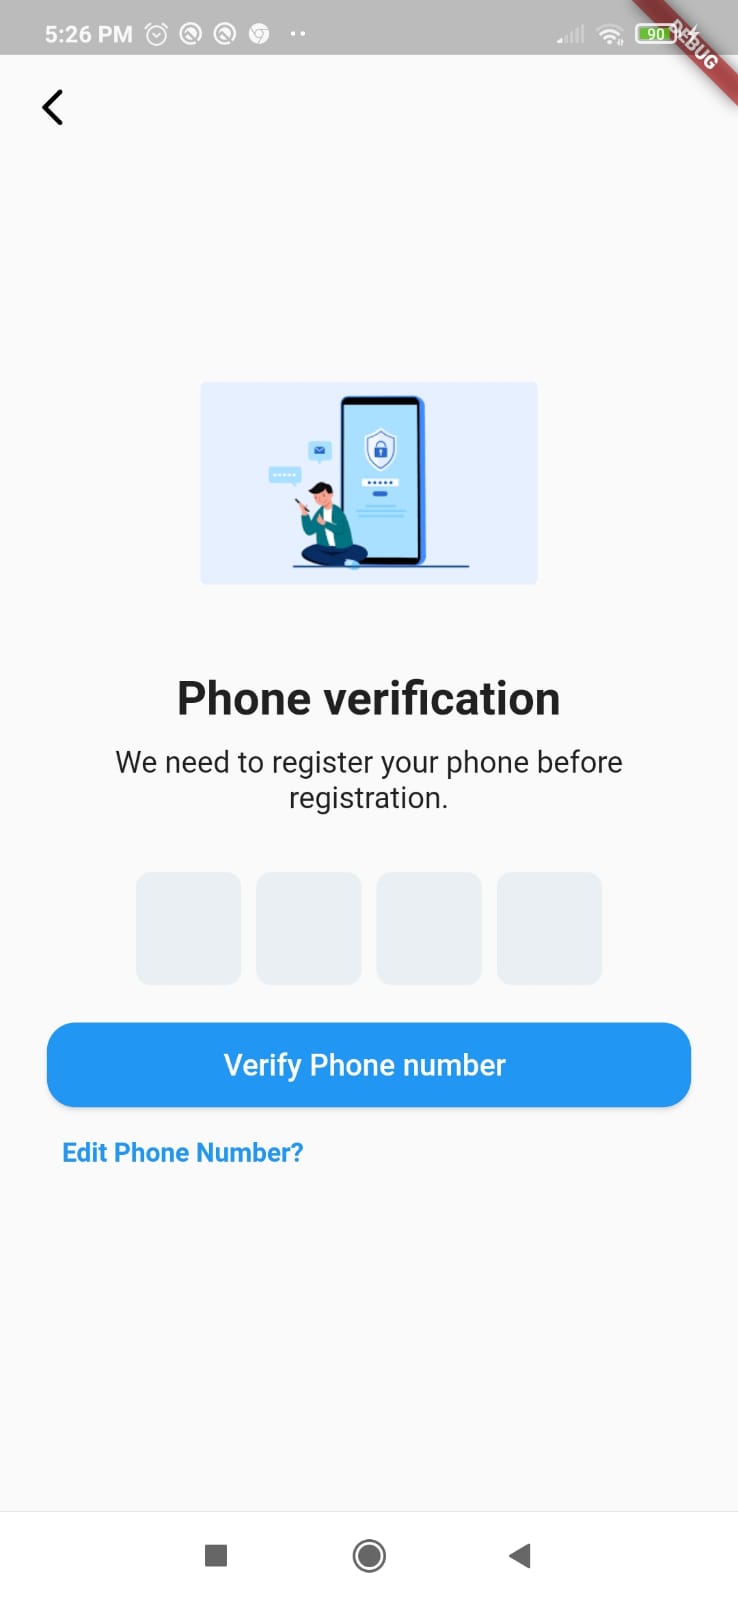 5:26 PM
90
DEBUG
Phone verification
We need to register your phone before
registration.
Verify Phone number
Edit Phone Number?